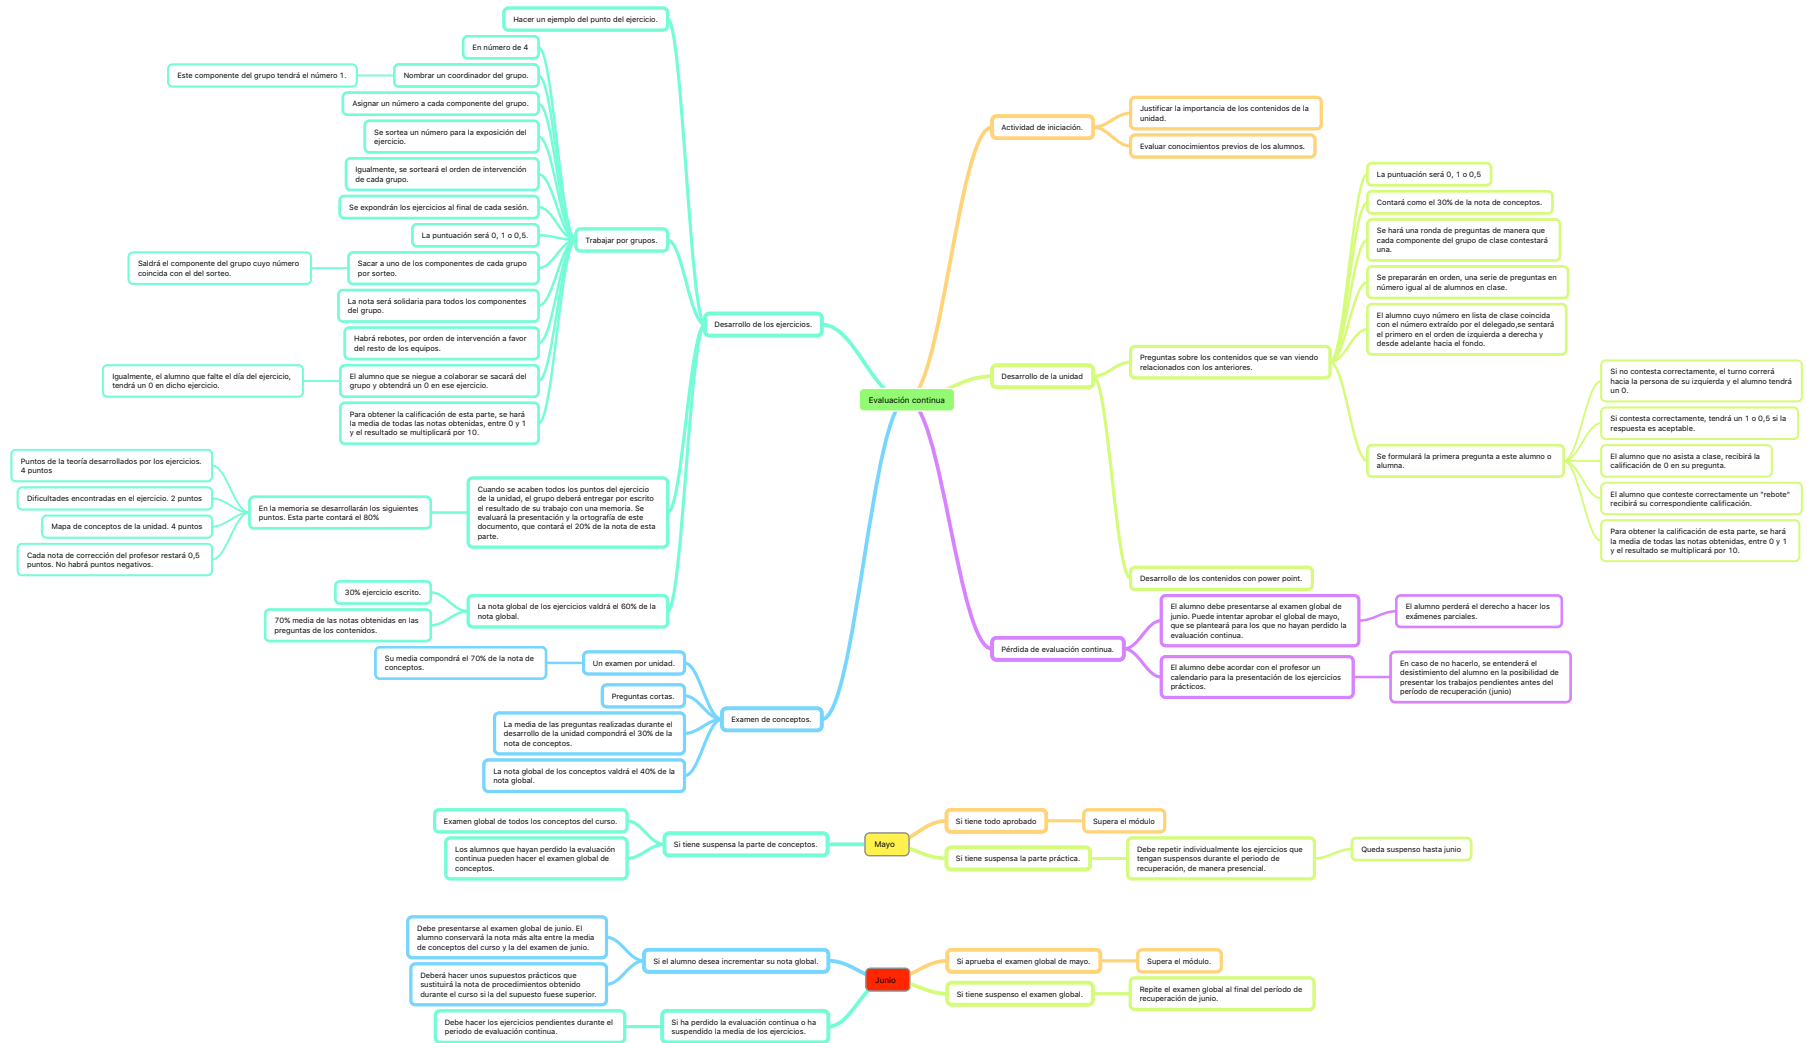 Hacer un ejemplo del punto del ejercicio.
En número de 4
Este componente del grupo tendrá el número 1.
Nombrar un coordinador del grupo.
Asignar un número a cada componente del grupo.
Se sortea un número para la exposición del
ejercicio.
Igualmente, se sorteará el orden de intervención
de cada grupo.
Se expondrán los ejercicios al final de cada sesión.
La puntuación será 0, 1 o 0,5.
Trabajar por grupos.
Saldrá el componente del grupo cuyo número
coincida con el del sorteo.
Sacar a uno de los componentes de cada grupo
por sorteo.
La nota será solidaria para todos los componentes
del grupo.
Habrá rebotes, por orden de intervención a favor
del resto de los equipos.
Igualmente, el alumno que falte el día del ejercicio,
tendrá un 0 en dicho ejercicio.
El alumno que se niegue a colaborar se sacará del
grupo y obtendrá un 0 en ese ejercicio.
Para obtener la calificación de esta parte, se hará
la media de todas las notas obtenidas, entre 0 y 1
y el resultado se multiplicará por 10.
Desarrollo de los ejercicios.
Puntos de la teoría desarrollados por los ejercicios.
4 puntos
Dificultades encontradas en el ejercicio. 2 puntos
Mapa de conceptos de la unidad. 4 puntos
Cada nota de corrección del profesor restará 0,5
puntos. No habrá puntos negativos.
En la memoria se desarrollarán los siguientes
puntos. Esta parte contará el 80%
Cuando se acaben todos los puntos del ejercicio
de la unidad, el grupo deberá entregar por escrito
el resultado de su trabajo con una memoria. Se
evaluará la presentación y la ortografía de este
documento, que contará el 20% de la nota de esta
parte.
30% ejercicio escrito.
70% media de las notas obtenidas en las
preguntas de los contenidos.
La nota global de los ejercicios valdrá el 60% de la
nota global.
Su media compondrá el 70% de la nota de
conceptos.
Un examen por unidad.
Preguntas cortas.
La media de las preguntas realizadas durante el
desarrollo de la unidad compondrá el 30% de la
nota de conceptos.
La nota global de los conceptos valdrá el 40% de la
nota global.
Examen de conceptos.
Evaluación continua
Actividad de iniciación.
Justificar la importancia de los contenidos de la
unidad.
Evaluar conocimientos previos de los alumnos.
Desarrollo de la unidad
Preguntas sobre los contenidos que se van viendo
relacionados con los anteriores.
La puntuación será 0, 1 o 0,5
Contará como el 30% de la nota de conceptos.
Se hará una ronda de preguntas de manera que
cada componente del grupo de clase contestará
una.
Se prepararán en orden, una serie de preguntas en
número igual al de alumnos en clase.
El alumno cuyo número en lista de clase coincida
con el número extraído por el delegado,se sentará
el primero en el orden de izquierda a derecha y
desde adelante hacia el fondo.
Se formulará la primera pregunta a este alumno o
alumna.
Si no contesta correctamente, el turno correrá
hacia la persona de su izquierda y el alumno tendrá
un 0.
Si contesta correctamente, tendrá un 1 o 0,5 si la
respuesta es aceptable.
El alumno que no asista a clase, recibirá la
calificación de 0 en su pregunta.
El alumno que conteste correctamente un "rebote"
recibirá su correspondiente calificación.
Para obtener la calificación de esta parte, se hará
la media de todas las notas obtenidas, entre 0 y 1
y el resultado se multiplicará por 10.
Desarrollo de los contenidos con power point.
Pérdida de evaluación continua.
El alumno debe presentarse al examen global de
junio. Puede intentar aprobar el global de mayo,
que se planteará para los que no hayan perdido la
evaluación continua.
El alumno perderá el derecho a hacer los
exámenes parciales.
El alumno debe acordar con el profesor un
calendario para la presentación de los ejercicios
prácticos.
En caso de no hacerlo, se entenderá el
desistimiento del alumno en la posibilidad de
presentar los trabajos pendientes antes del
período de recuperación (junio)
Examen global de todos los conceptos del curso.
Los alumnos que hayan perdido la evaluación
continua pueden hacer el examen global de
conceptos.
Si tiene suspensa la parte de conceptos.
Mayo
Si tiene todo aprobado
Supera el módulo
Si tiene suspensa la parte práctica.
Debe repetir individualmente los ejercicios que
tengan suspensos durante el periodo de
recuperación, de manera presencial.
Queda suspenso hasta junio
Debe presentarse al examen global de junio. El
alumno conservará la nota más alta entre la media
de conceptos del curso y la del examen de junio.
Deberá hacer unos supuestos prácticos que
sustituirá la nota de procedimientos obtenido
durante el curso si la del supuesto fuese superior.
Si el alumno desea incrementar su nota global.
Debe hacer los ejercicios pendientes durante el
periodo de evaluación continua.
Si ha perdido la evaluación continua o ha
suspendido la media de los ejercicios.
Junio
Si aprueba el examen global de mayo.
Supera el módulo.
Si tiene suspenso el examen global.
Repite el examen global al final del período de
recuperación de junio.